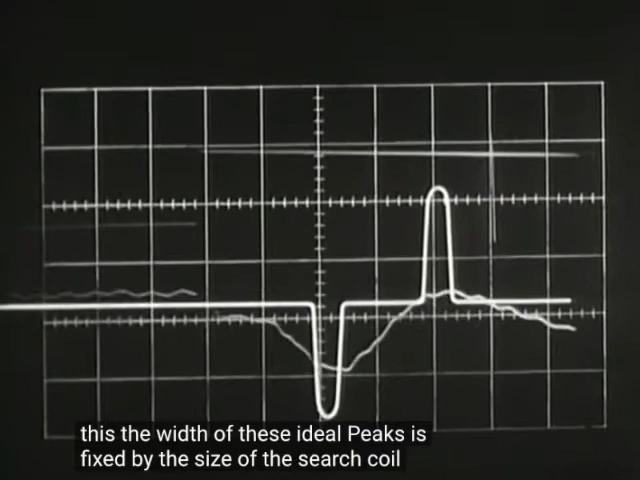 this the width of these ideal Peaks is
fixed by the size of the search coil